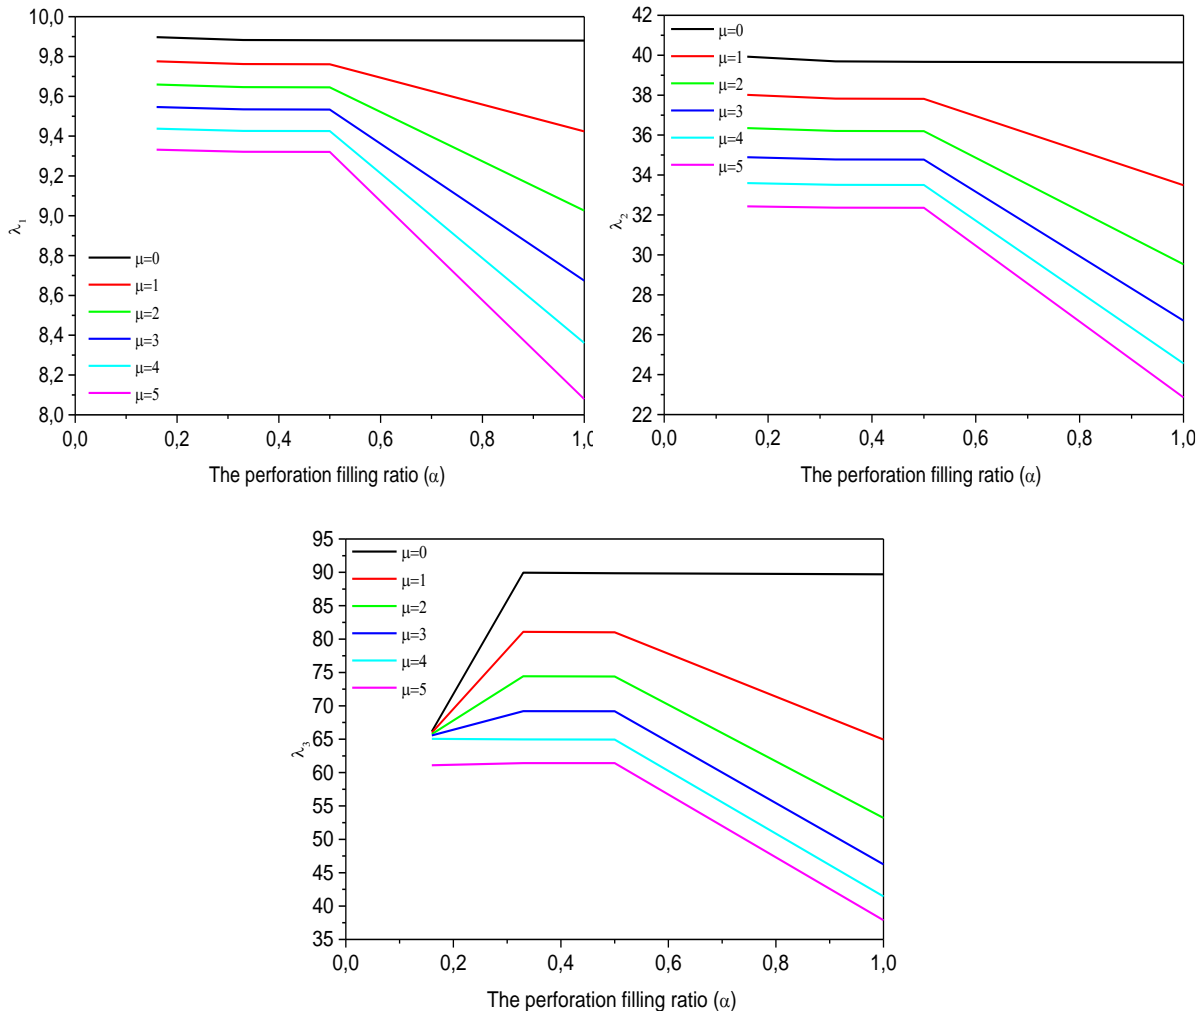 10,0
9,8
9,6
9,4
9,2
9,0
8,8
8,6
8,4
8,2
8,0
λ₁
μ=0
μ=1
μ=2
μ=3
μ=4
μ=5
0,0 0,2 0,4 0,6 0,8 1,0
The perforation filling ratio (α)
42
40
38
36
34
32
30
28
26
24
22
λ₂
μ=0
μ=1
μ=2
μ=3
μ=4
μ=5
0,0 0,2 0,4 0,6 0,8 1,0
The perforation filling ratio (α)
95
90
85
80
75
70
65
60
55
50
45
40
35
λ₃
μ=0
μ=1
μ=2
μ=3
μ=4
μ=5
0,0 0,2 0,4 0,6 0,8 1,0
The perforation filling ratio (α)